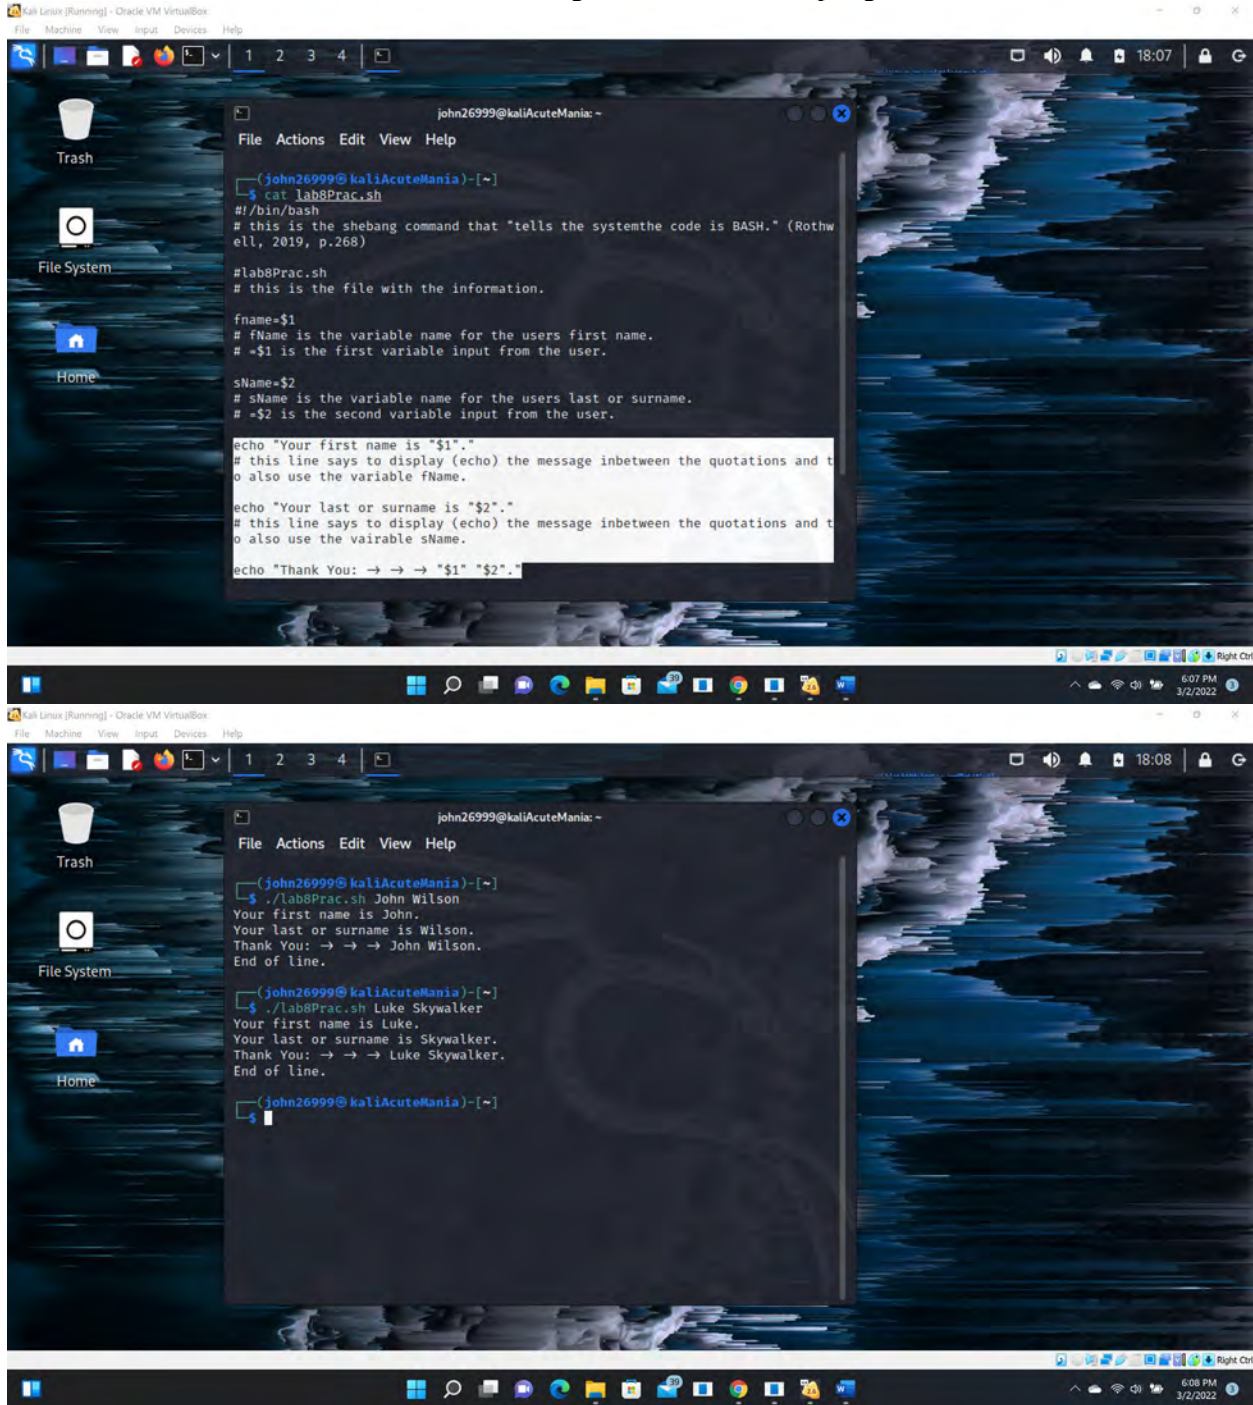 Kali Linux [Running] - Oracle VM VirtualBox
File Machine View Input Devices Help
1 2 3 4
18:07
Trash
File System
Home
john26999@kaliAcuteMania: ~
File Actions Edit View Help
(john26999㉿kaliAcuteMania)-[~]
$ cat lab8Prac.sh
#!/bin/bash
# this is the shebang command that "tells the systemthe code is BASH." (Rothw
ell, 2019, p.268)
#lab8Prac.sh
# this is the file with the information.
fname=$1
# fName is the variable name for the users first name.
# =$1 is the first variable input from the user.
sName=$2
# sName is the variable name for the users last or surname.
# =$2 is the second variable input from the user.
echo "Your first name is "$1"."
# this line says to display (echo) the message inbetween the quotations and t
o also use the variable fName.
echo "Your last or surname is "$2"."
# this line says to display (echo) the message inbetween the quotations and t
o also use the vairable sName.
echo "Thank You: → → → "$1" "$2"."
Right Ctrl
39
6:07 PM
3/2/2022
Kali Linux [Running] - Oracle VM VirtualBox
File Machine View Input Devices Help
1 2 3 4
18:08
Trash
File System
Home
john26999@kaliAcuteMania: ~
File Actions Edit View Help
(john26999㉿kaliAcuteMania)-[~]
$ ./lab8Prac.sh John Wilson
Your first name is John.
Your last or surname is Wilson.
Thank You: → → → John Wilson.
End of line.
(john26999㉿kaliAcuteMania)-[~]
$ ./lab8Prac.sh Luke Skywalker
Your first name is Luke.
Your last or surname is Skywalker.
Thank You: → → → Luke Skywalker.
End of line.
(john26999㉿kaliAcuteMania)-[~]
$
Right Ctrl
39
6:08 PM
3/2/2022